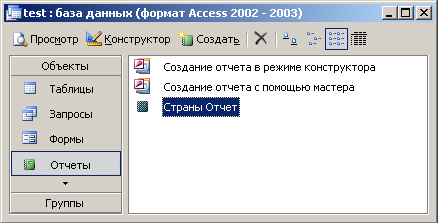 test : база данных (формат Access 2002 - 2003)
Просмотр Конструктор Создать
Объекты
Таблицы
Запросы
Формы
Отчеты
Группы
Создание отчета в режиме конструктора
Создание отчета с помощью мастера
Страны Отчет